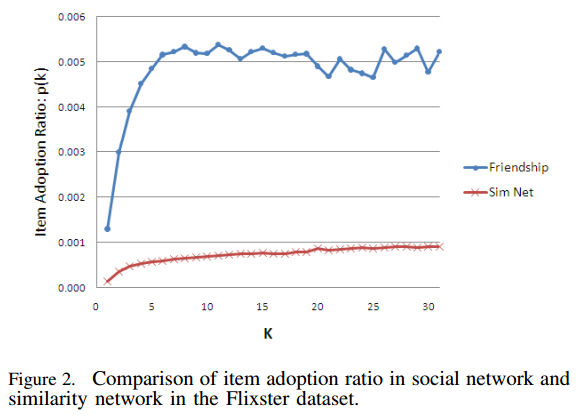 0.006
0.005
0.004
0.003
0.002
0.001
0.000
Item Adoption Ratio: p(k)
0 5 10 15 20 25 30
K
Friendship
Sim Net
Figure 2. Comparison of item adoption ratio in social network and
similarity network in the Flixster dataset.